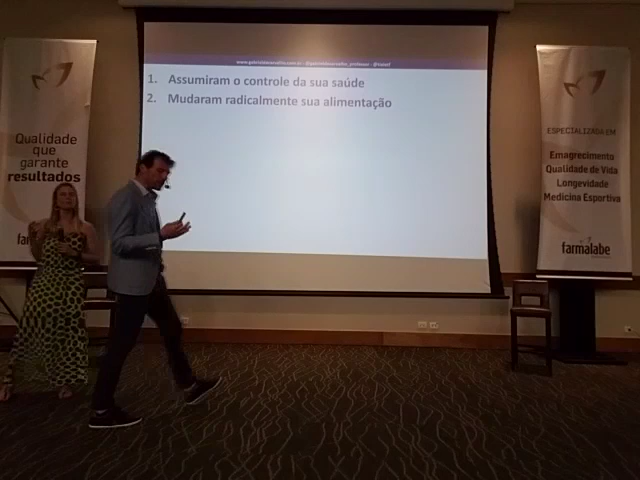 Qualidade
que
garante
resultados
1. Assumiram o controle da sua saúde
2. Mudaram radicalmente sua alimentação
ESPECIALIZADA EM
Emagrecimento
Qualidade de Vida
Longevidade
Medicina Esportiva
farmalabe